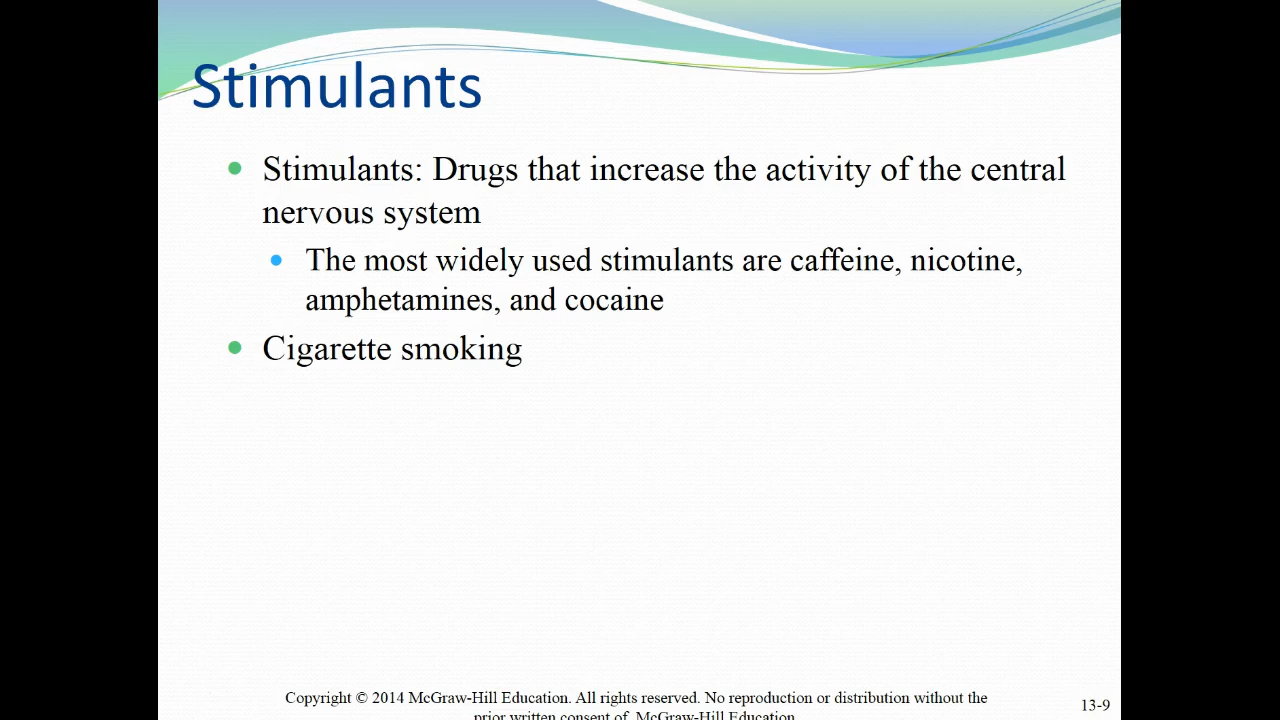 Stimulants
Stimulants: Drugs that increase the activity of the central
nervous system
The most widely used stimulants are caffeine, nicotine,
amphetamines, and cocaine
Cigarette smoking
Copyright © 2014 McGraw-Hill Education. All rights reserved. No reproduction or distribution without the
prior written consent of McGraw-Hill Education.
13-9